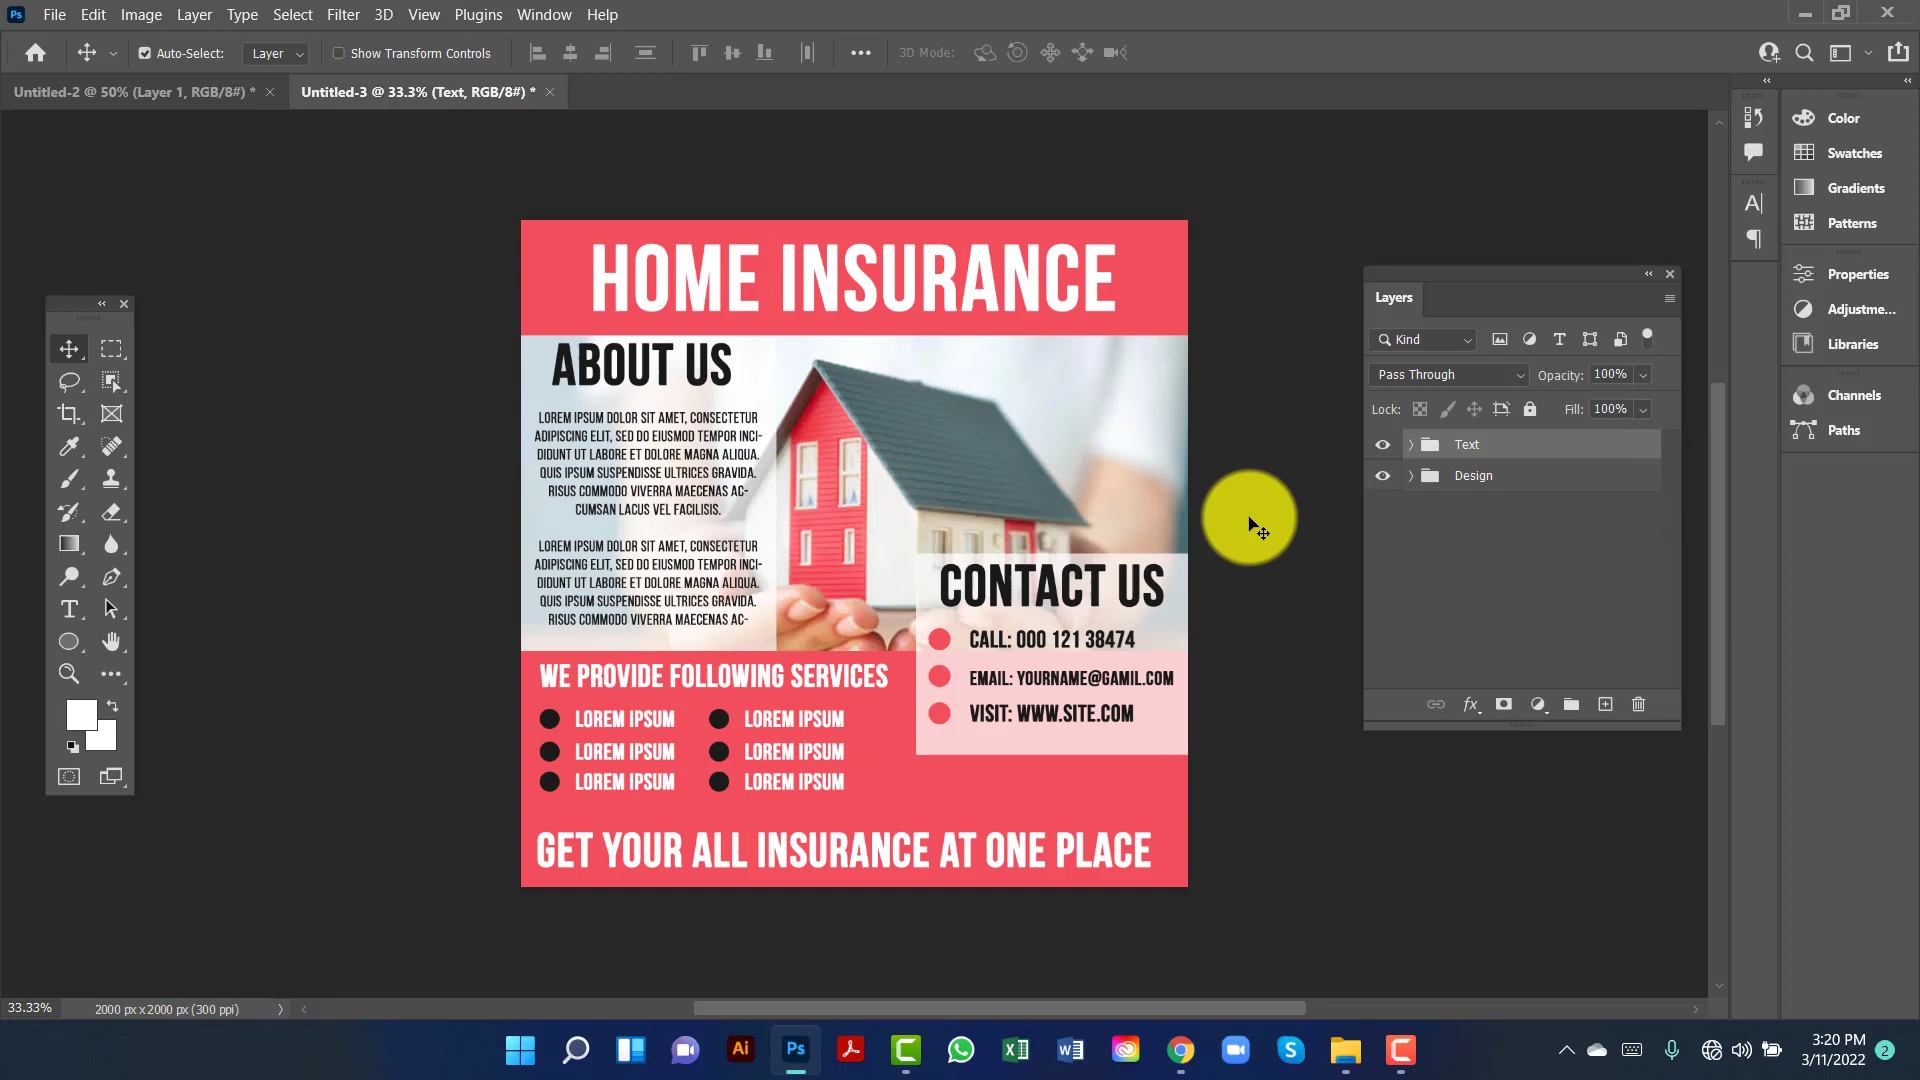 File Edit Image Layer Type Select Filter 3D View Plugins Window Help
Auto-Select: Layer Show Transform Controls 3D Mode:
Untitled-2 @ 50% (Layer 1, RGB/8#) * Untitled-3 @ 33.3% (Text, RGB/8#) *
HOME INSURANCE
ABOUT US
LOREM IPSUM DOLOR SIT AMET, CONSECTETUR
ADIPISCING ELIT, SED DO EIUSMOD TEMPOR INCI-
DIDUNT UT LABORE ET DOLORE MAGNA ALIQUA.
QUIS IPSUM SUSPENDISSE ULTRICES GRAVIDA.
RISUS COMMODO VIVERRA MAECENAS AC-
CUMSAN LACUS VEL FACILISIS.
LOREM IPSUM DOLOR SIT AMET, CONSECTETUR
ADIPISCING ELIT, SED DO EIUSMOD TEMPOR INCI-
DIDUNT UT LABORE ET DOLORE MAGNA ALIQUA.
QUIS IPSUM SUSPENDISSE ULTRICES GRAVIDA.
RISUS COMMODO VIVERRA MAECENAS AC-
CONTACT US
CALL: 000 121 38474
EMAIL: YOURNAME@GAMIL.COM
VISIT: WWW.SITE.COM
WE PROVIDE FOLLOWING SERVICES
LOREM IPSUM LOREM IPSUM
LOREM IPSUM LOREM IPSUM
LOREM IPSUM LOREM IPSUM
GET YOUR ALL INSURANCE AT ONE PLACE
Layers
Kind
Pass Through Opacity: 100%
Lock: Fill: 100%
Text
Design
fx
Color
Swatches
Gradients
Patterns
Properties
Adjustme...
Libraries
Channels
Paths
33.33% 2000 px x 2000 px (300 ppi)
Ai Ps
3:20 PM
3/11/2022
2